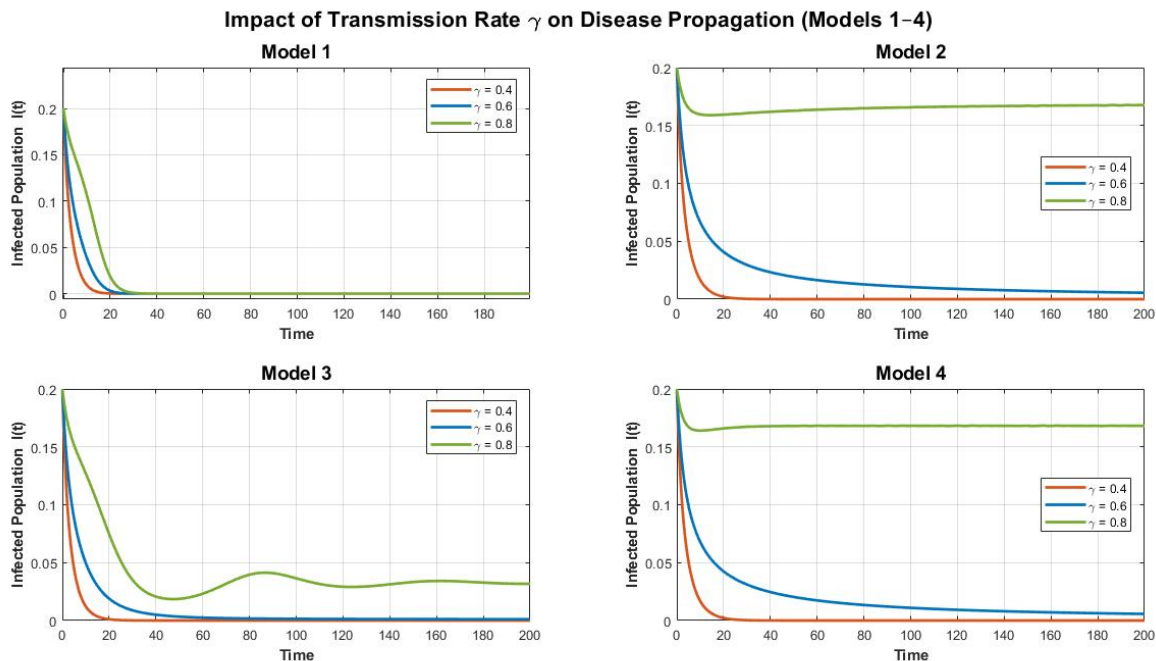 Impact of Transmission Rate γ on Disease Propagation (Models 1–4)
Model 1
Infected Population I(t)
0.2
0.15
0.1
0.05
0
0 20 40 60 80 100 120 140 160 180
Time
γ = 0.4
γ = 0.6
γ = 0.8
Model 2
Infected Population I(t)
0.2
0.15
0.1
0.05
0
0 20 40 60 80 100 120 140 160 180 200
Time
γ = 0.4
γ = 0.6
γ = 0.8
Model 3
Infected Population I(t)
0.2
0.15
0.1
0.05
0
0 20 40 60 80 100 120 140 160 180 200
Time
γ = 0.4
γ = 0.6
γ = 0.8
Model 4
Infected Population I(t)
0.2
0.15
0.1
0.05
0
0 20 40 60 80 100 120 140 160 180 200
Time
γ = 0.4
γ = 0.6
γ = 0.8